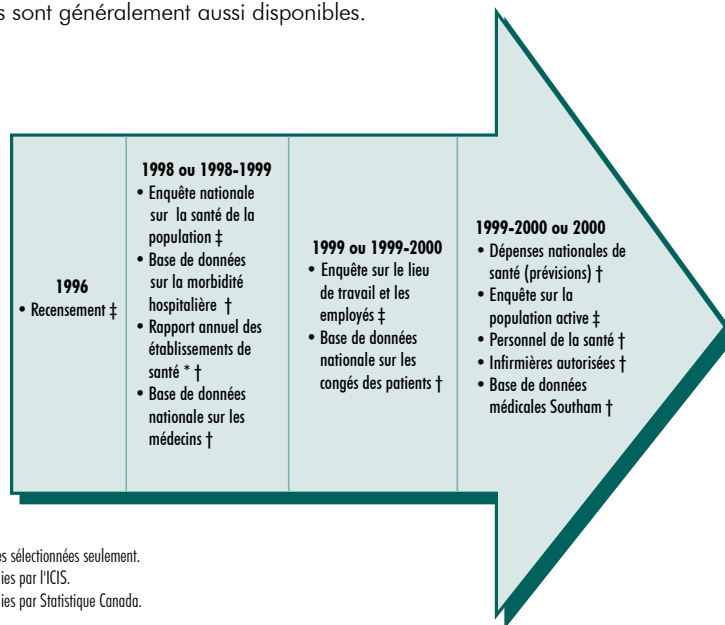 s sont généralement aussi disponibles.
1996
• Recensement ‡
1998 ou 1998-1999
• Enquête nationale
sur la santé de la
population ‡
• Base de données
sur la morbidité
hospitalière †
• Rapport annuel des
établissements de
santé * †
• Base de données
nationale sur les
médecins †
1999 ou 1999-2000
• Enquête sur le lieu
de travail et les
employés ‡
• Base de données
nationale sur les
congés des patients †
1999-2000 ou 2000
• Dépenses nationales de
santé (prévisions) †
• Enquête sur la
population active ‡
• Personnel de la santé †
• Infirmières autorisées †
• Base de données
médicales Southam †
es sélectionnées seulement.
ies par l'ICIS.
ies par Statistique Canada.